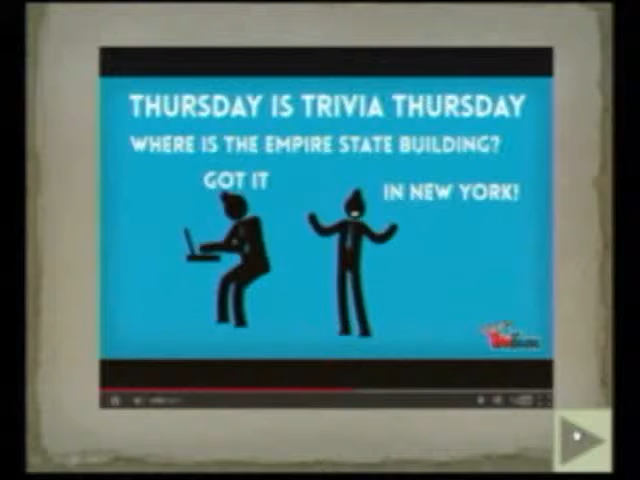 THURSDAY IS TRIVIA THURSDAY
WHERE IS THE EMPIRE STATE BUILDING?
GOT IT
IN NEW YORK!